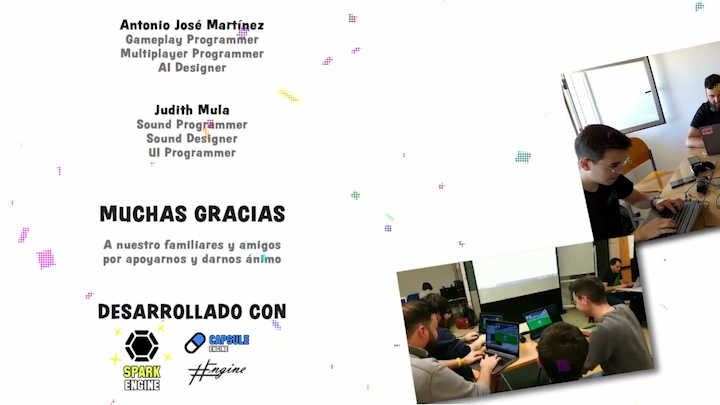 Antonio José Martínez
Gameplay Programmer
Multiplayer Programmer
AI Designer
Judith Mula
Sound Programmer
Sound Designer
UI Programmer
MUCHAS GRACIAS
A nuestro familiares y amigos
por apoyarnos y darnos ánimo
DESARROLLADO CON
SPARK
ENGINE
CAPSULE
ENGINE
#Engine